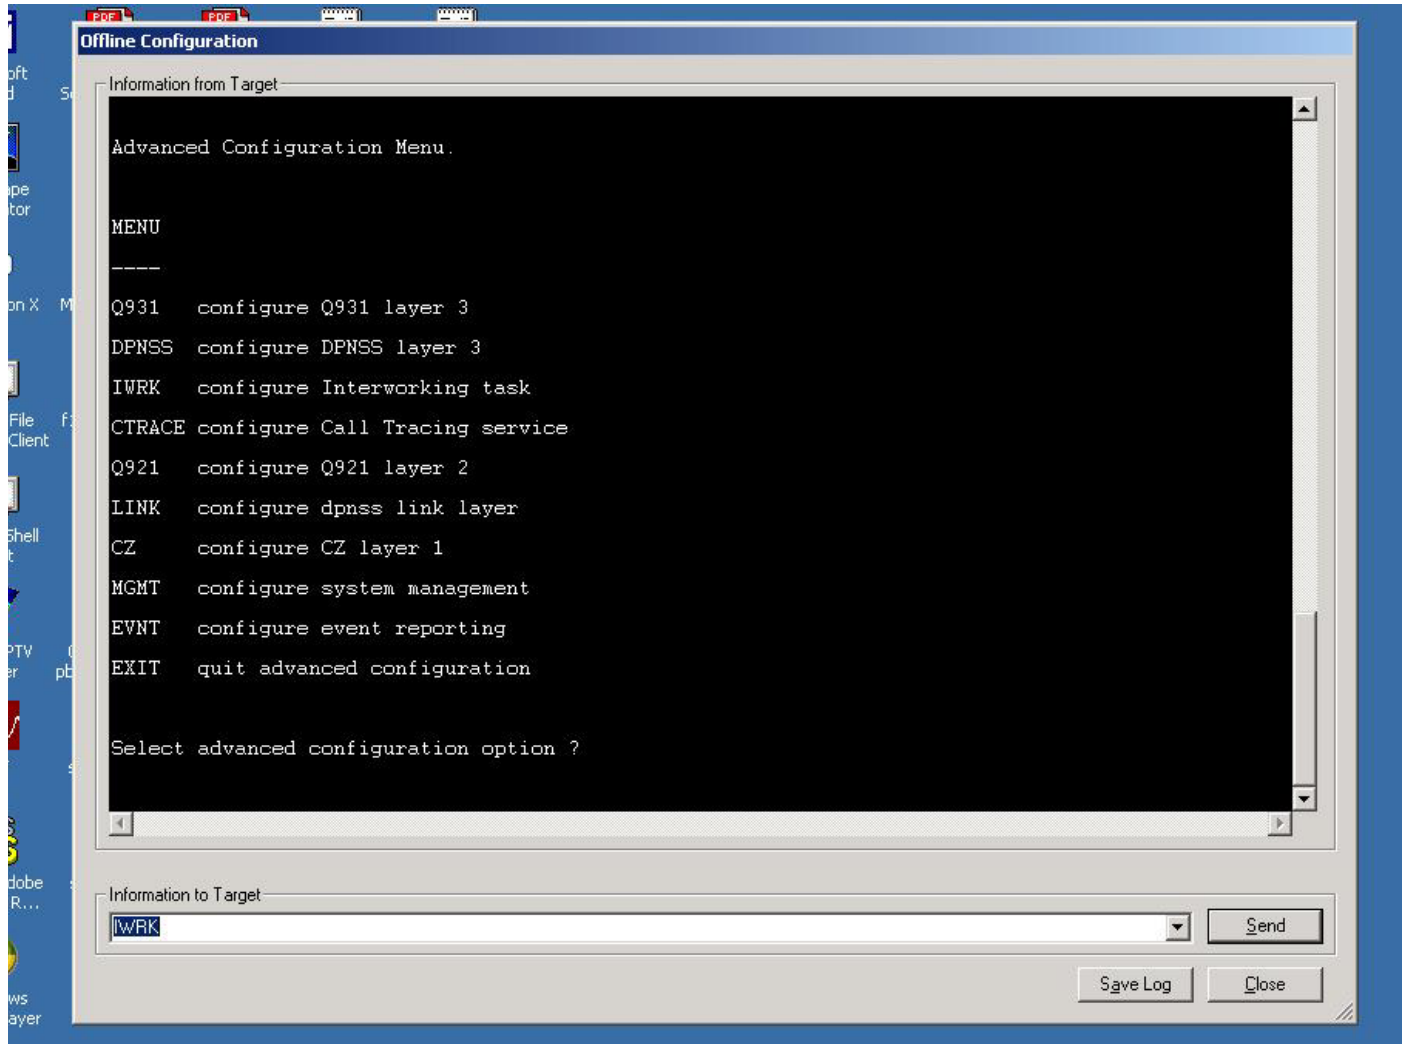 PDF PDF
Offline Configuration
Information from Target
Advanced Configuration Menu.
MENU
----
Q931 configure Q931 layer 3
DPNSS configure DPNSS layer 3
IWRK configure Interworking task
CTRACE configure Call Tracing service
Q921 configure Q921 layer 2
LINK configure dpnss link layer
CZ configure CZ layer 1
MGMT configure system management
EVNT configure event reporting
EXIT quit advanced configuration
Select advanced configuration option ?
Information to Target
IWRK
Send
Save Log
Close
File
Client